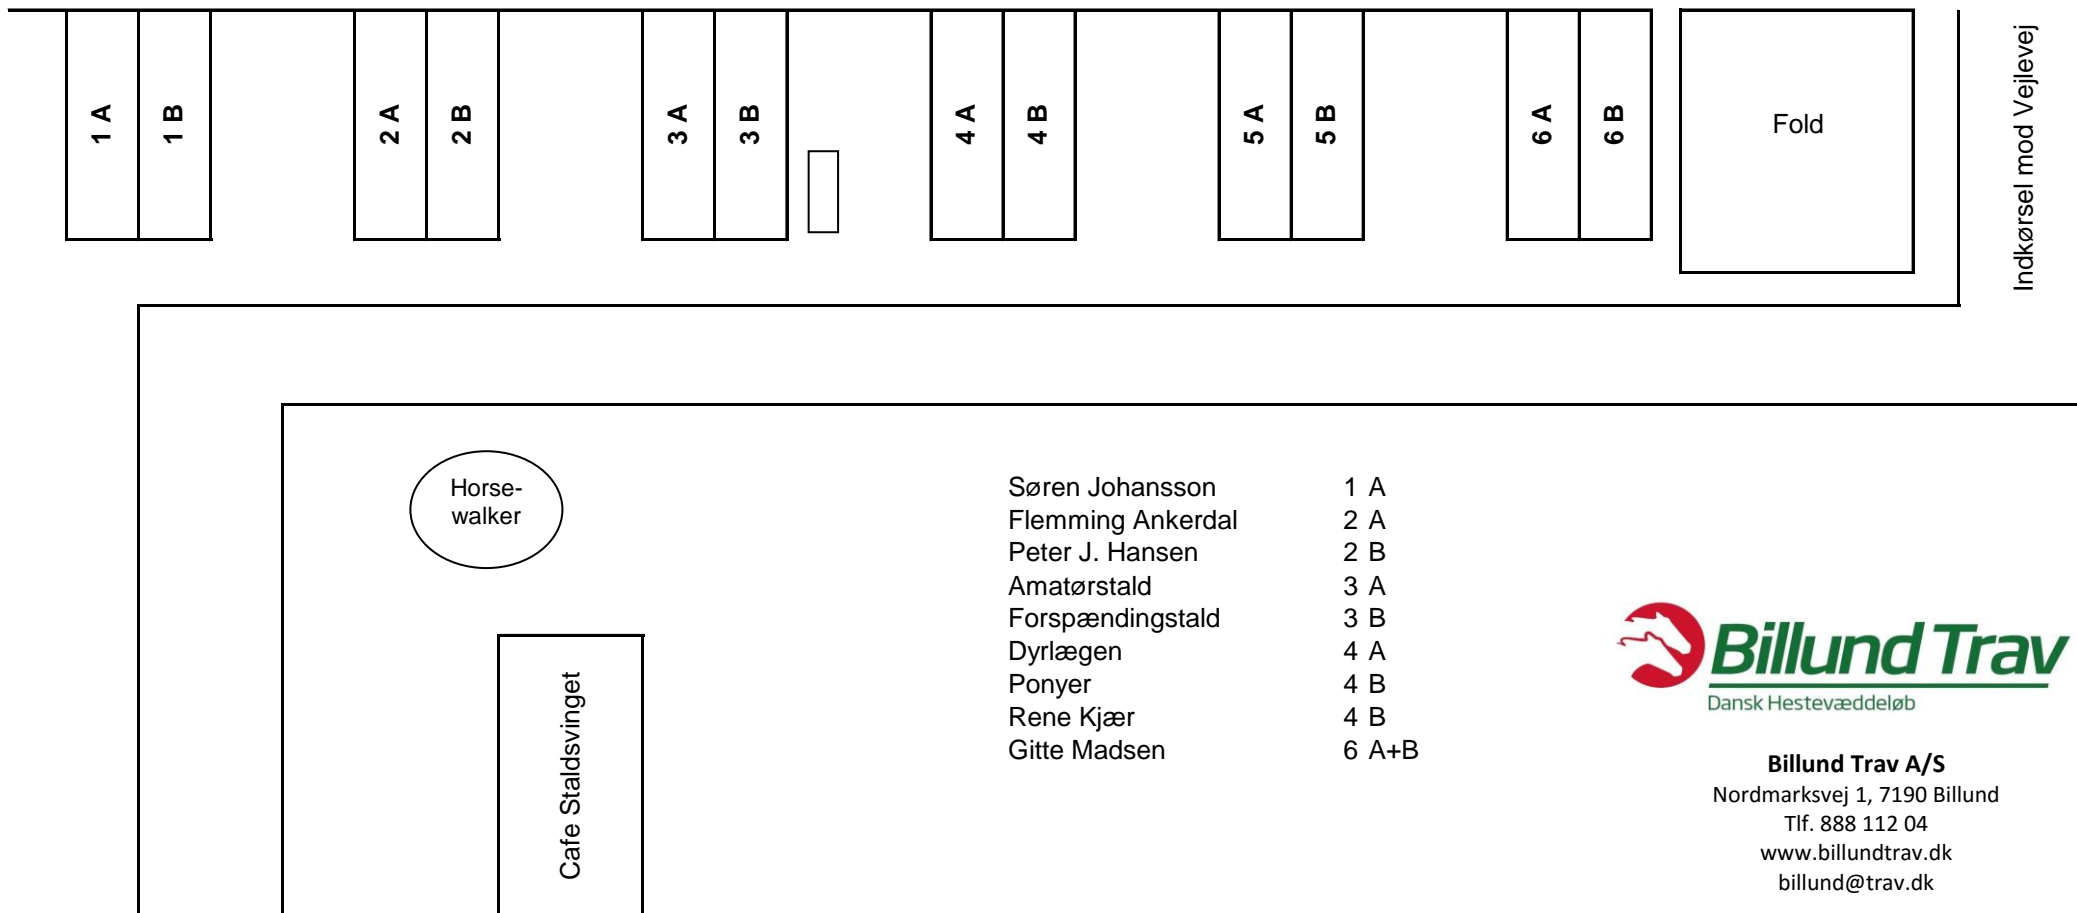 1 A
1 B
2 A
2 B
3 A
3 B
4 A
4 B
5 A
5 B
6 A
6 B
Fold
Indkørsel mod Vejlevej
Horse-
walker
Cafe Staldsvinget
Søren Johansson 1 A
Flemming Ankerdal 2 A
Peter J. Hansen 2 B
Amatørstald 3 A
Forspændingstald 3 B
Dyrlægen 4 A
Ponyer 4 B
Rene Kjær 4 B
Gitte Madsen 6 A+B
Billund Trav
Dansk Hestevæddeløb
Billund Trav A/S
Nordmarksvej 1, 7190 Billund
Tlf. 888 112 04
www.billundtrav.dk
billund@trav.dk